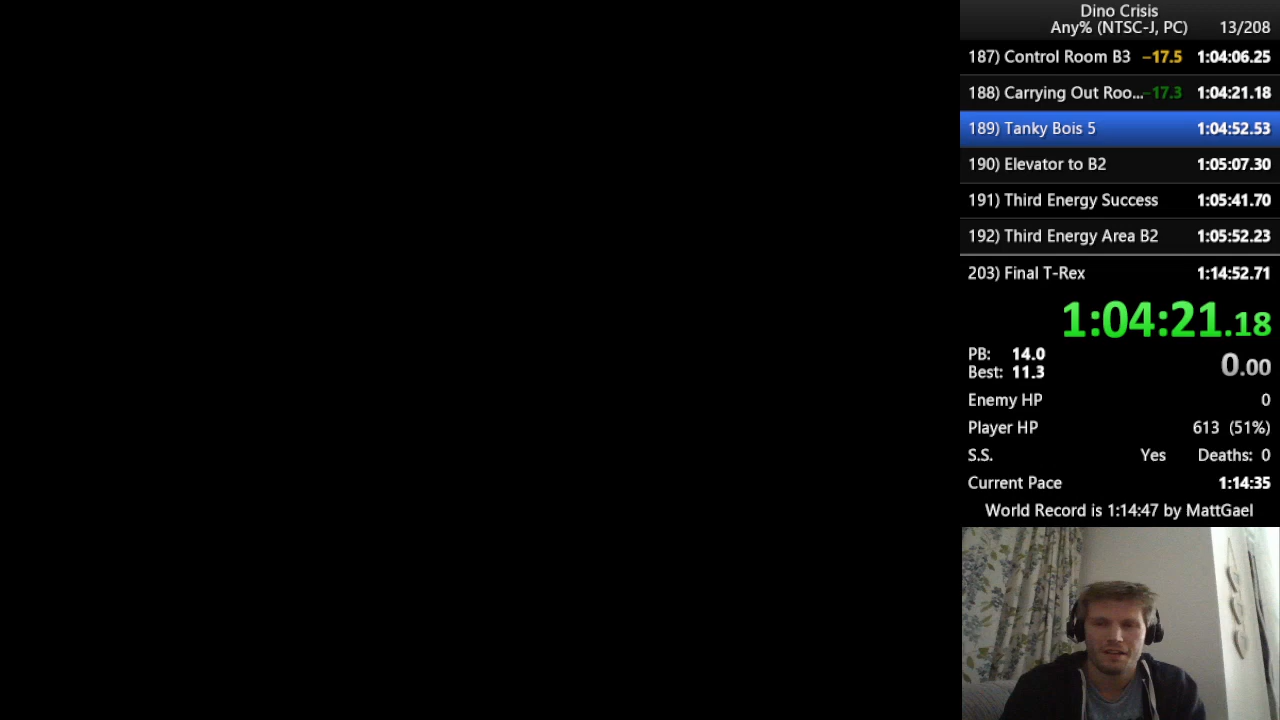 Dino Crisis
Any% (NTSC-J, PC) 13/208
187) Control Room B3 −17.5 1:04:06.25
188) Carrying Out Roo... −17.3 1:04:21.18
189) Tanky Bois 5 1:04:52.53
190) Elevator to B2 1:05:07.30
191) Third Energy Success 1:05:41.70
192) Third Energy Area B2 1:05:52.23
203) Final T-Rex 1:14:52.71
1:04:21.18
PB: 14.0
Best: 11.3
0.00
Enemy HP 0
Player HP 613 (51%)
S.S. Yes Deaths: 0
Current Pace 1:14:35
World Record is 1:14:47 by MattGael